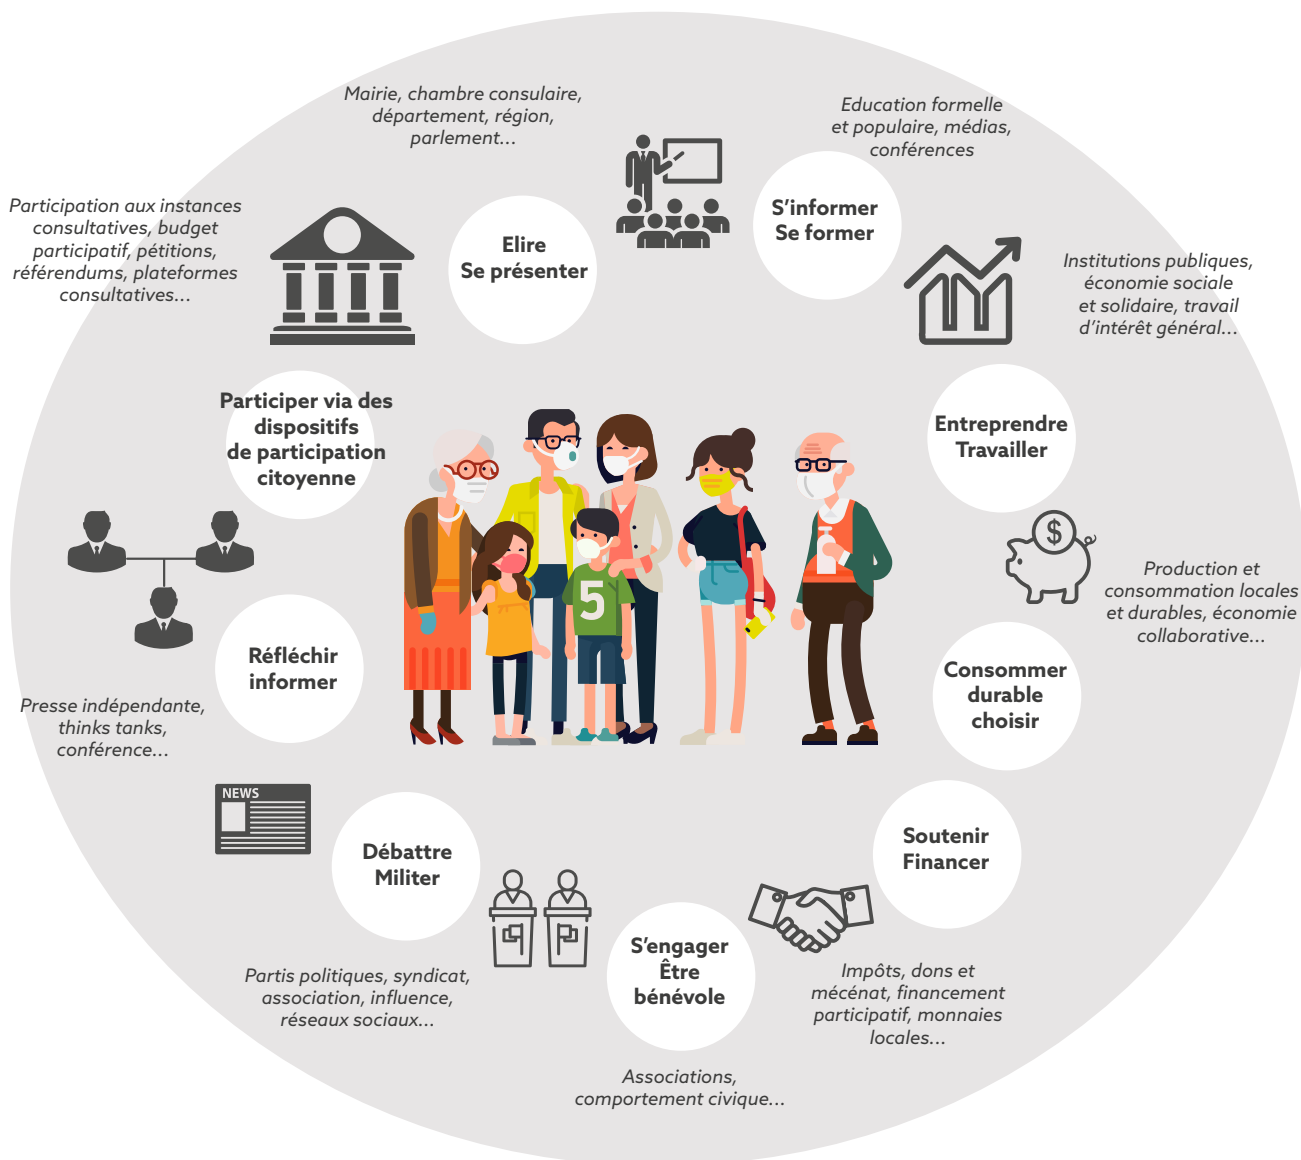 Mairie, chambre consulaire,
département, région,
parlement...
Elire
Se présenter
Education formelle
et populaire, médias,
conférences
S'informer
Se former
Institutions publiques,
économie sociale
et solidaire, travail
d'intérêt général...
Entreprendre
Travailler
$
Production et
consommation locales
et durables, économie
collaborative...
Consommer
durable
choisir
Soutenir
Financer
Impôts, dons et
mécénat, financement
participatif, monnaies
locales...
S'engager
Être
bénévole
Associations,
comportement civique...
Débattre
Militer
Partis politiques, syndicat,
association, influence,
réseaux sociaux...
NEWS
Réfléchir
informer
Presse indépendante,
thinks tanks,
conférence...
Participer via des
dispositifs
de participation
citoyenne
Participation aux instances
consultatives, budget
participatif, pétitions,
référendums, plateformes
consultatives...
5